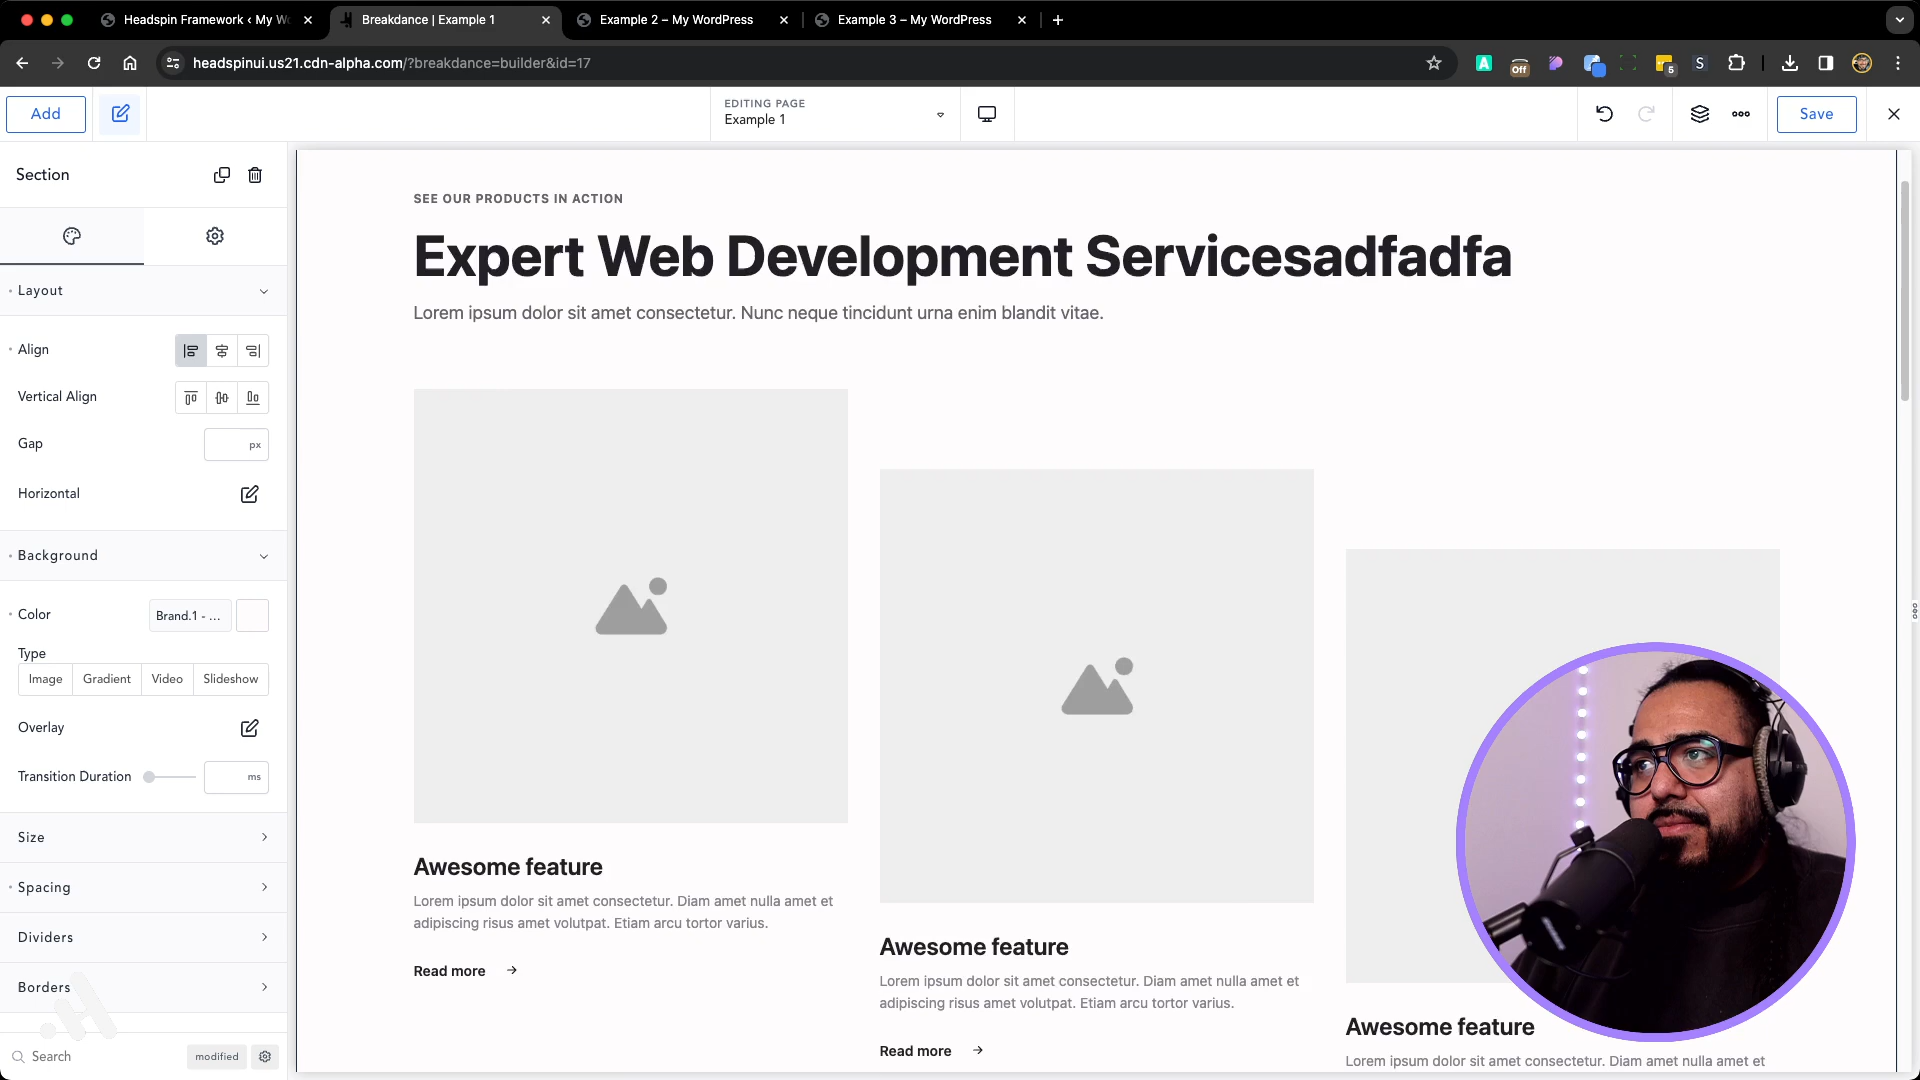 Headspin Framework ‹ My Wo
Breakdance | Example 1
Example 2 – My WordPress
Example 3 – My WordPress
headspinui.us21.cdn-alpha.com/?breakdance=builder&id=17
Off
5
S
Add
EDITING PAGE
Example 1
Save
Section
Layout
Align
Vertical Align
Gap
px
Horizontal
Background
Color
Brand.1 - ...
Type
Image
Gradient
Video
Slideshow
Overlay
Transition Duration
ms
Size
Spacing
Dividers
Borders
Search
modified
SEE OUR PRODUCTS IN ACTION
Expert Web Development Servicesadfadfa
Lorem ipsum dolor sit amet consectetur. Nunc neque tincidunt urna enim blandit vitae.
Awesome feature
Lorem ipsum dolor sit amet consectetur. Diam amet nulla amet et
adipiscing risus amet volutpat. Etiam arcu tortor varius.
Read more
Awesome feature
Lorem ipsum dolor sit amet consectetur. Diam amet nulla amet et
adipiscing risus amet volutpat. Etiam arcu tortor varius.
Read more
Awesome feature
Lorem ipsum dolor sit amet consectetur. Diam amet nulla amet et